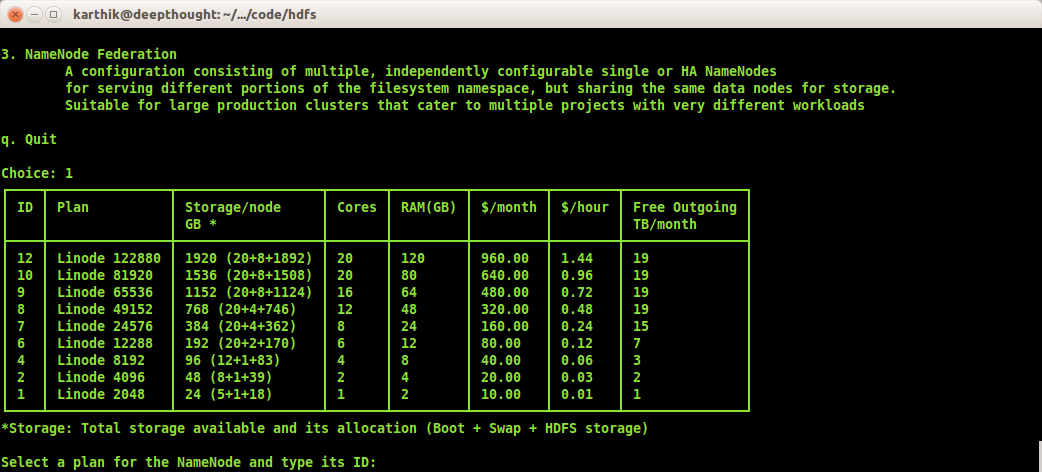 karthik@deepthought: ~/.../code/hdfs
3. NameNode Federation
A configuration consisting of multiple, independently configurable single or HA NameNodes
for serving different portions of the filesystem namespace, but sharing the same data nodes for storage.
Suitable for large production clusters that cater to multiple projects with very different workloads
q. Quit
Choice: 1
ID Plan Storage/node Cores RAM(GB) $/month $/hour Free Outgoing
GB * TB/month
12 Linode 122880 1920 (20+8+1892) 20 120 960.00 1.44 19
10 Linode 81920 1536 (20+8+1508) 20 80 640.00 0.96 19
9 Linode 65536 1152 (20+8+1124) 16 64 480.00 0.72 19
8 Linode 49152 768 (20+4+746) 12 48 320.00 0.48 19
7 Linode 24576 384 (20+4+362) 8 24 160.00 0.24 15
6 Linode 12288 192 (20+2+170) 6 12 80.00 0.12 7
4 Linode 8192 96 (12+1+83) 4 8 40.00 0.06 3
2 Linode 4096 48 (8+1+39) 2 4 20.00 0.03 2
1 Linode 2048 24 (5+1+18) 1 2 10.00 0.01 1
*Storage: Total storage available and its allocation (Boot + Swap + HDFS storage)
Select a plan for the NameNode and type its ID: